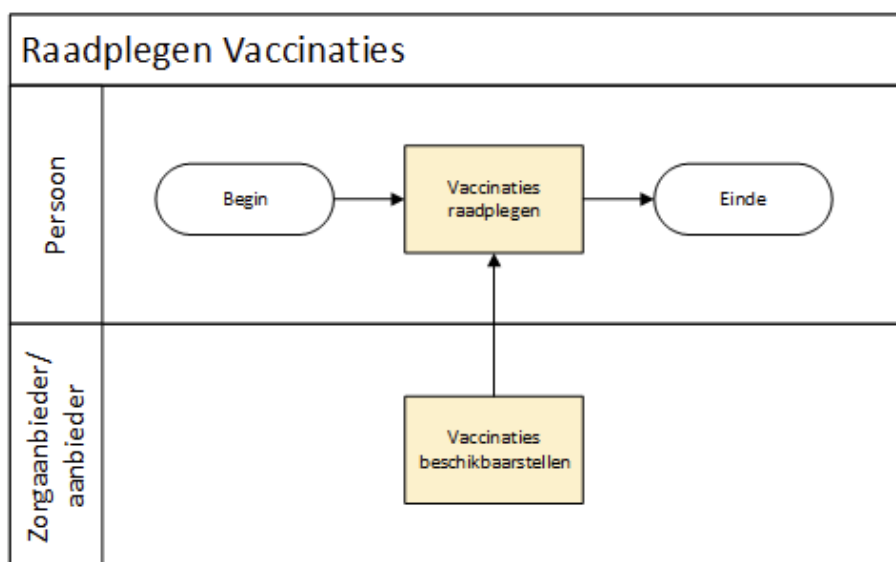 Raadplegen Vaccinaties
Persoon
Begin
Vaccinaties
raadplegen
Einde
Zorgaanbieder/
aanbieder
Vaccinaties
beschikbaarstellen